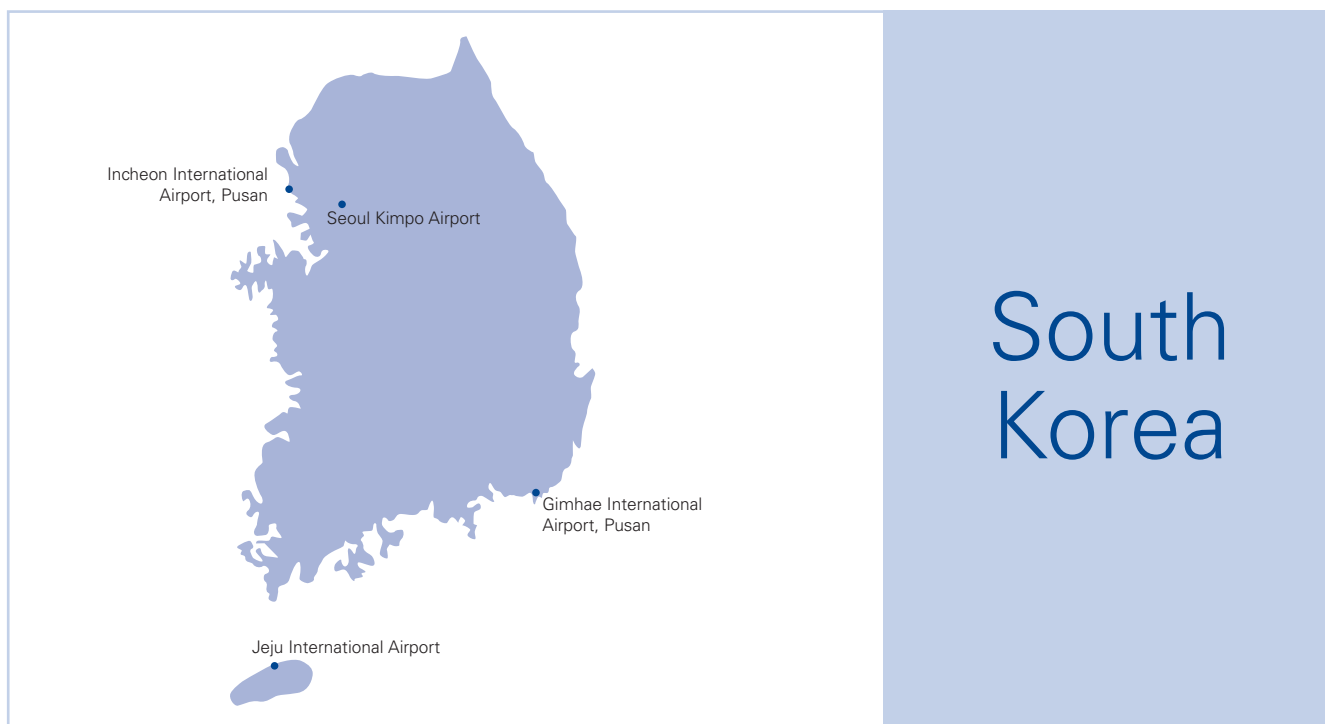 Incheon International
Airport, Pusan
Seoul Kimpo Airport
Gimhae International
Airport, Pusan
Jeju International Airport
South
Korea